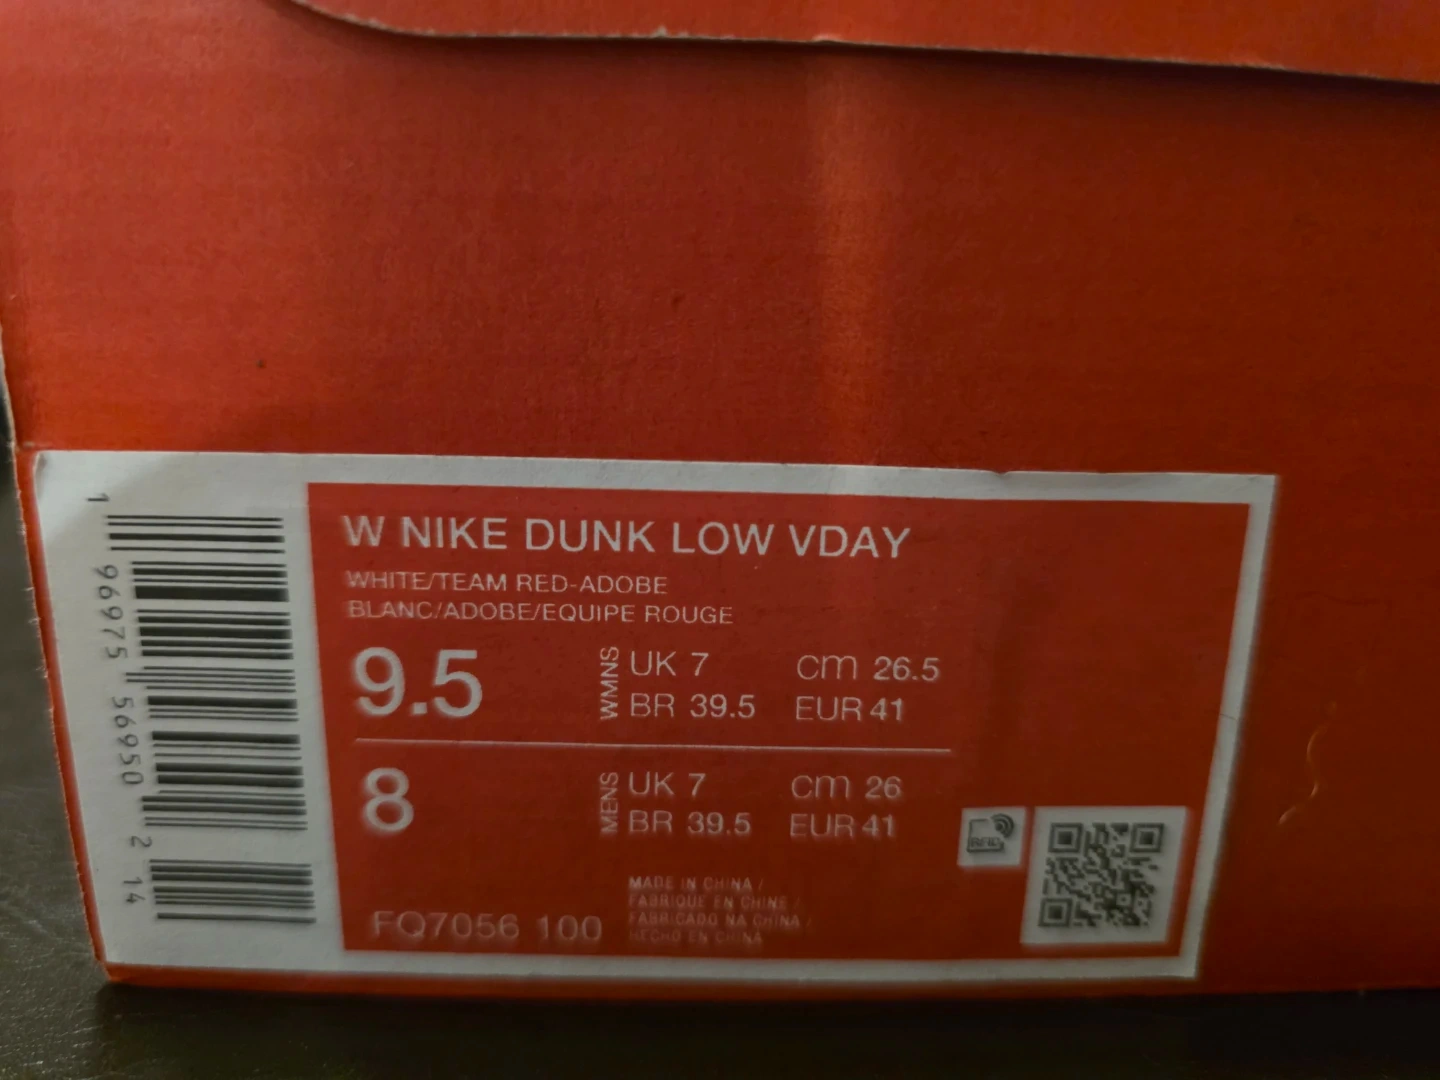 W NIKE DUNK LOW VDAY
WHITE/TEAM RED-ADOBE
BLANC/ADOBE/EQUIPE ROUGE
9.5 WMNS UK 7 cm 26.5
BR 39.5 EUR 41
8 MENS UK 7 cm 26
BR 39.5 EUR 41
MADE IN CHINA /
FABRIQUE EN CHINE /
FABRICADO NA CHINA /
HECHO EN CHINA
FQ7056 100
RFID
1 96975 56950 2 14